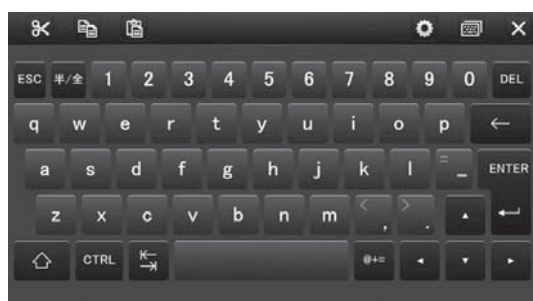 ESC 半/全 1 2 3 4 5 6 7 8 9 0 DEL
q w e r t y u i o p ←
a s d f g h j k l = _ ENTER
z x c v b n m < , > .
CTRL @+=